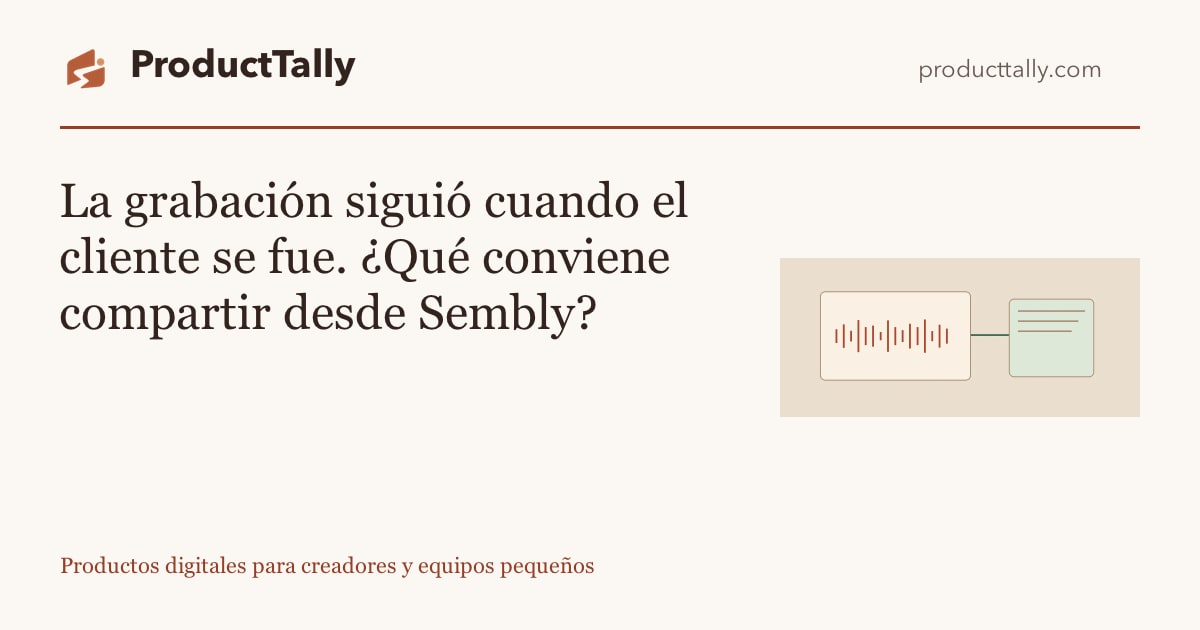 ProductTally
producttally.com
La grabación siguió cuando el
cliente se fue. ¿Qué conviene
compartir desde Sembly?
Productos digitales para creadores y equipos pequeños